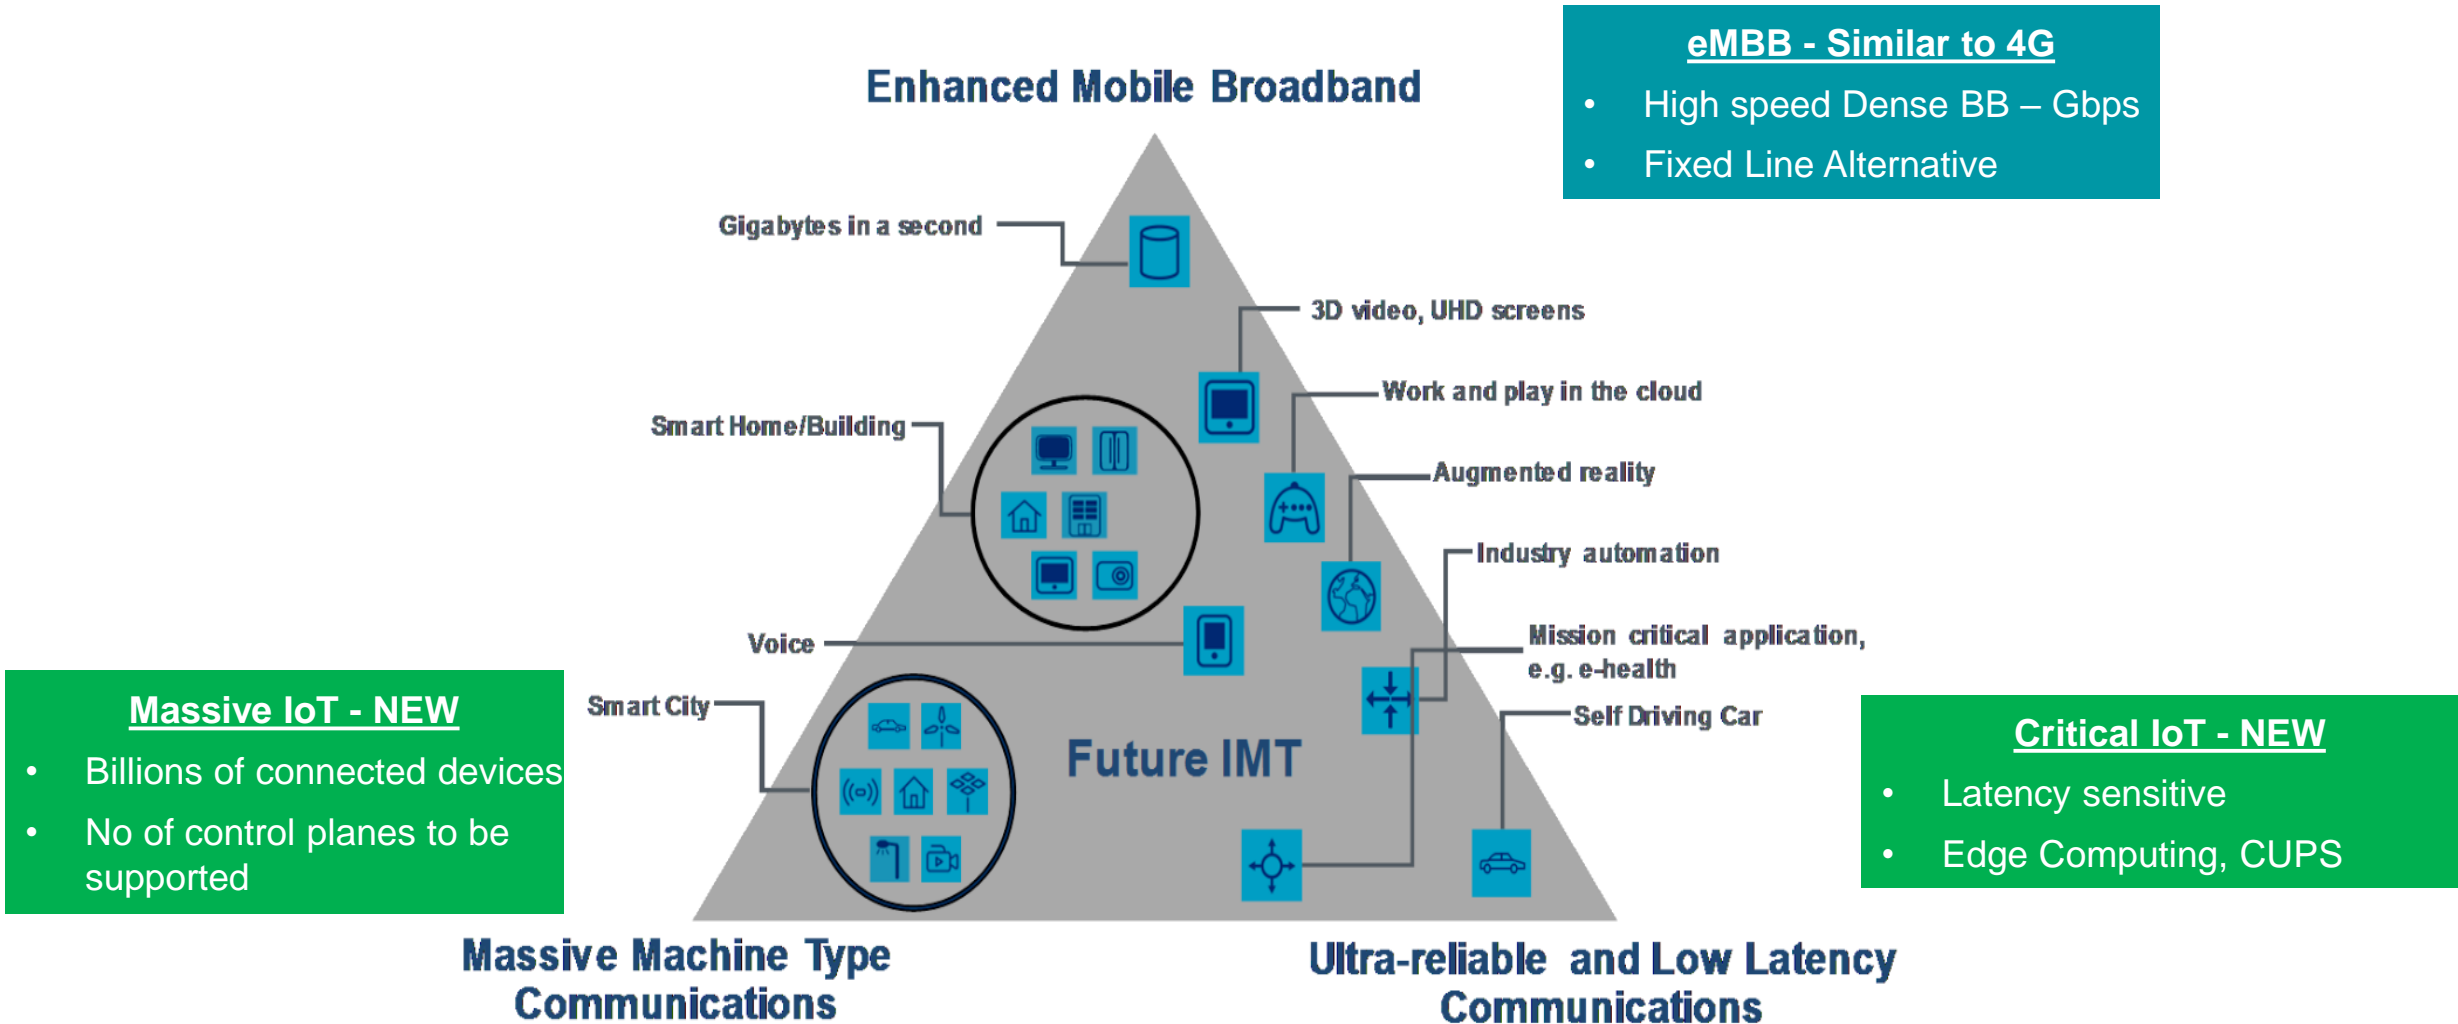 eMBB - Similar to 4G
• High speed Dense BB – Gbps
• Fixed Line Alternative
Enhanced Mobile Broadband
Gigabytes in a second
3D video, UHD screens
Work and play in the cloud
Smart Home/Building
Augmented reality
Industry automation
Voice
Mission critical application,
e.g. e-health
Smart City
Self Driving Car
Future IMT
Massive IoT - NEW
• Billions of connected devices
• No of control planes to be
supported
Critical IoT - NEW
• Latency sensitive
• Edge Computing, CUPS
Massive Machine Type
Communications
Ultra-reliable and Low Latency
Communications